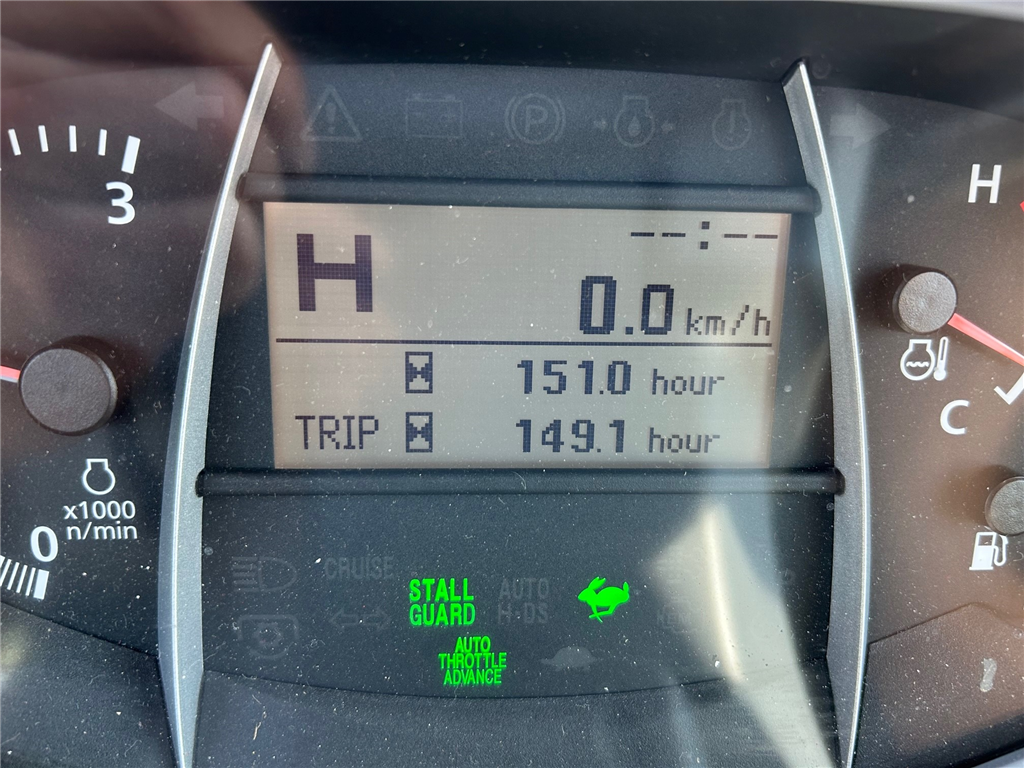 3
x1000
n/min
0
P
H
--:--
0.0 km/h
151.0 hour
TRIP 149.1 hour
CRUISE
STALL
GUARD
AUTO
H-DS
AUTO
THROTTLE
ADVANCE
H
C